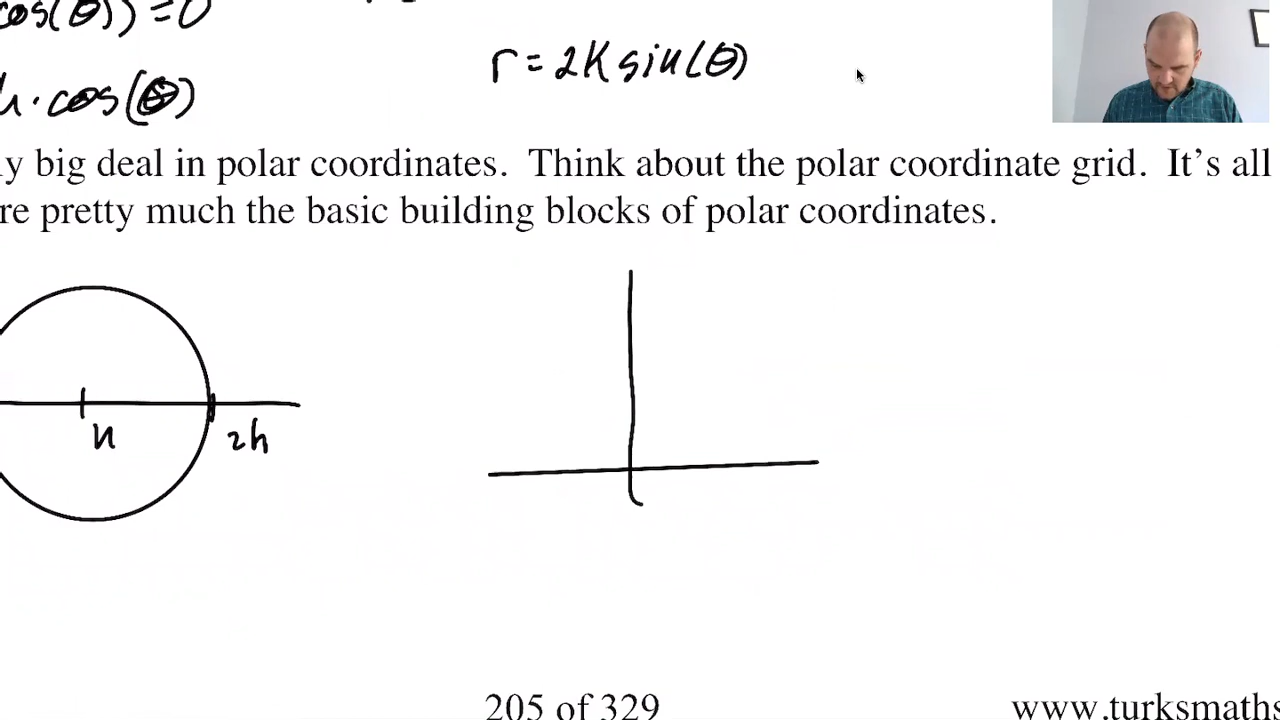 cos(θ)) = 0
r = 2K sin(θ)
h · cos(θ)
ly big deal in polar coordinates. Think about the polar coordinate grid. It's all
re pretty much the basic building blocks of polar coordinates.
h
2h
205 of 329
www.turksmaths